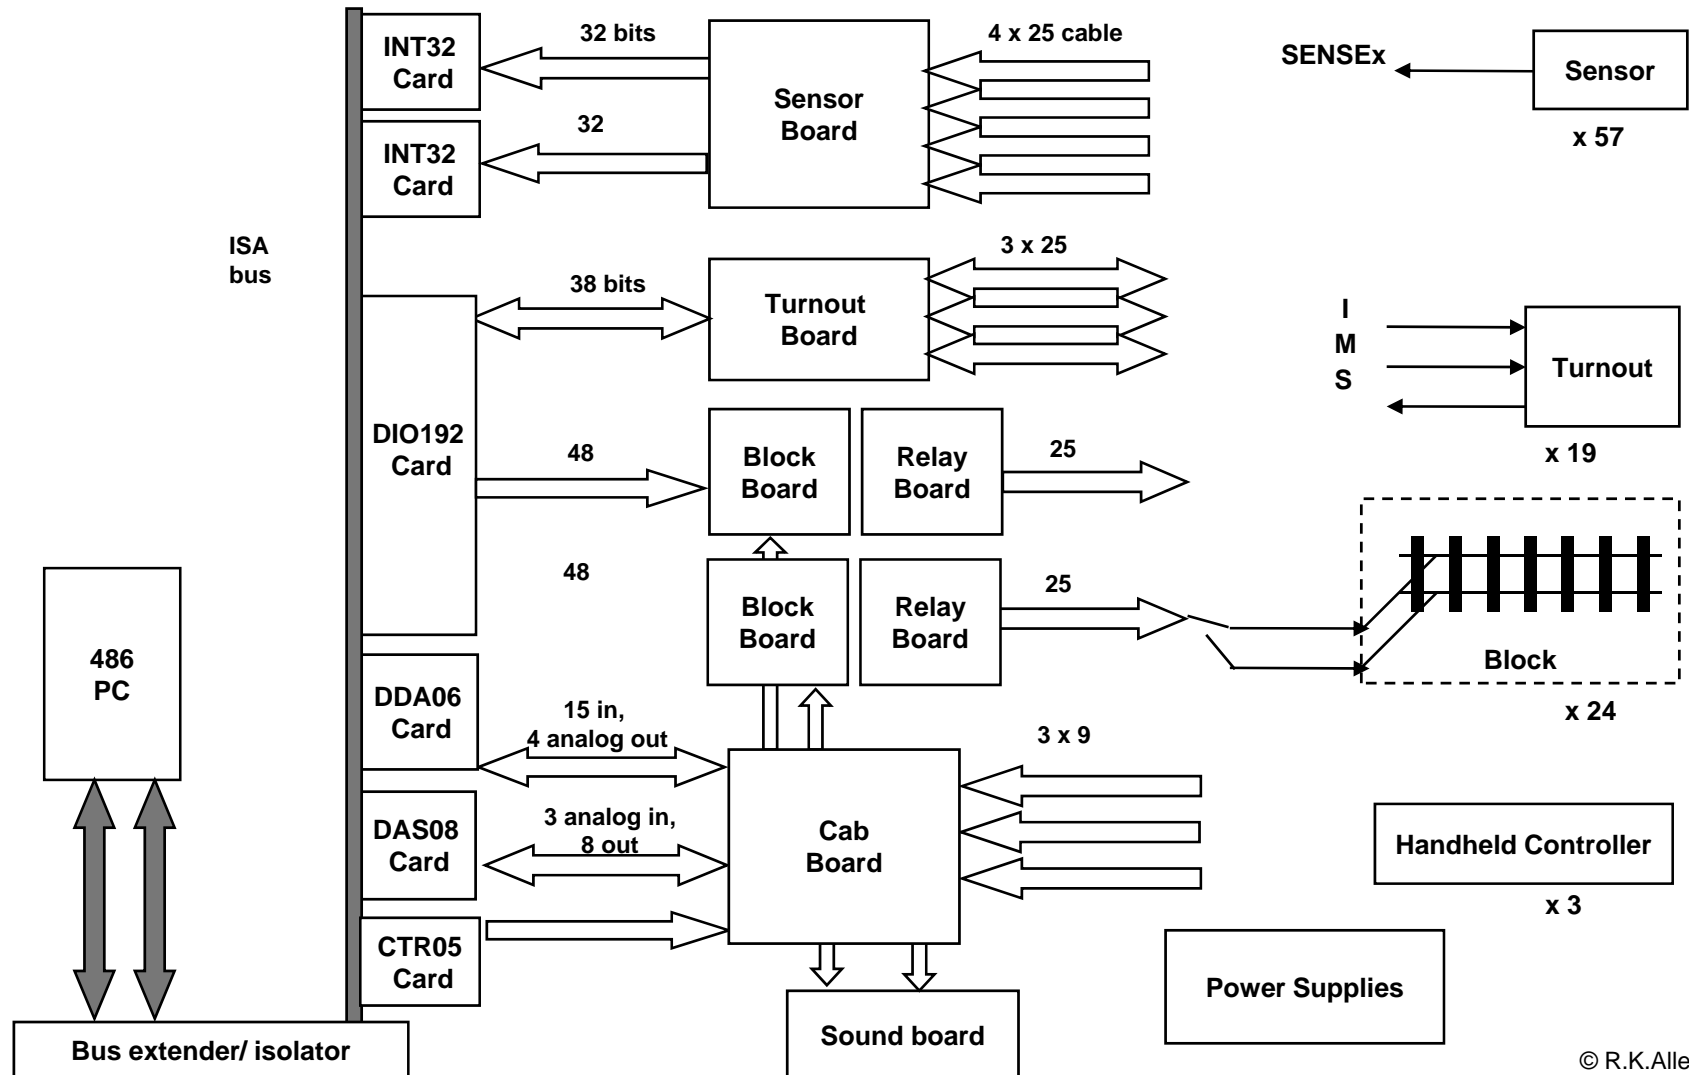 INT32
Card
32 bits
Sensor
Board
4 x 25 cable
SENSEx
Sensor
x 57
INT32
Card
32
ISA
bus
38 bits
Turnout
Board
3 x 25
I
M
S
Turnout
x 19
DIO192
Card
48
Block
Board
Relay
Board
25
48
Block
Board
Relay
Board
25
Block
x 24
486
PC
DDA06
Card
15 in,
4 analog out
3 x 9
DAS08
Card
3 analog in,
8 out
Cab
Board
Handheld Controller
x 3
CTR05
Card
Power Supplies
Bus extender/ isolator
Sound board
© R.K.Alle